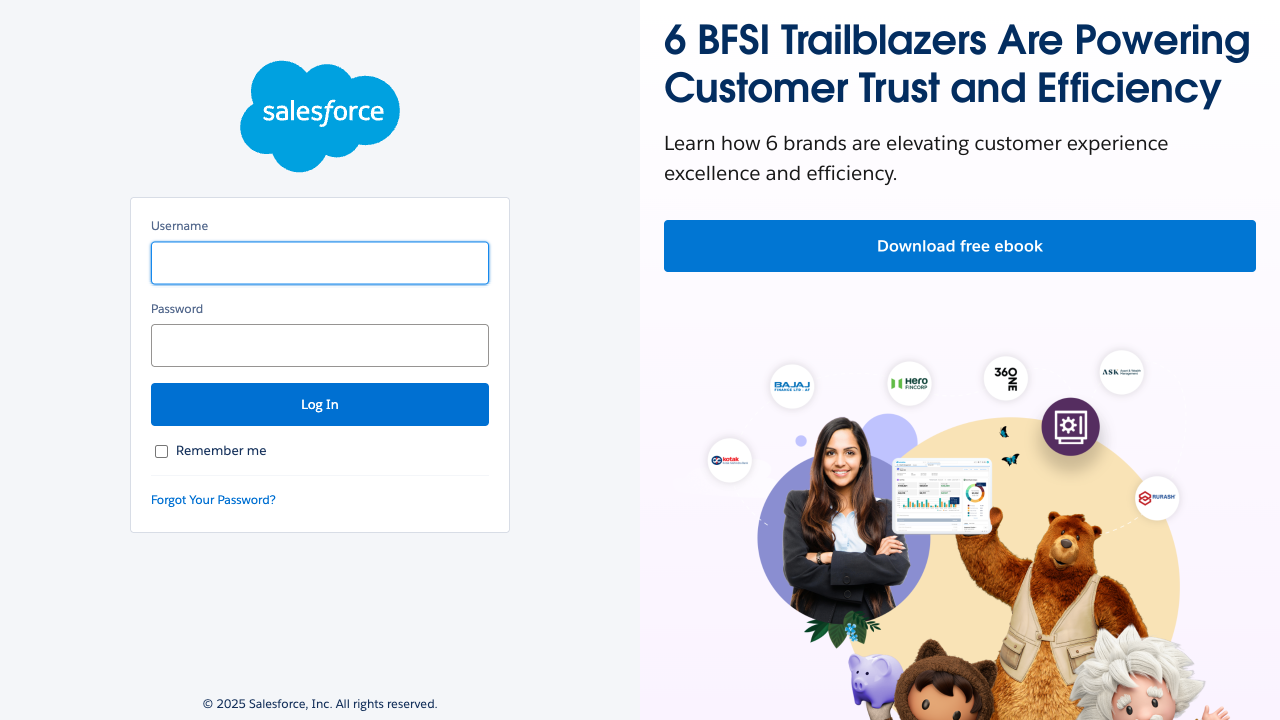 salesforce
Username
Password
Log In
Remember me
Forgot Your Password?
© 2025 Salesforce, Inc. All rights reserved.
6 BFSI Trailblazers Are Powering
Customer Trust and Efficiency
Learn how 6 brands are elevating customer experience
excellence and efficiency.
Download free ebook
BAJAJ
FINANCE LTD
Hero
FINCORP
360
ONE
ASK
kotak
RURASH